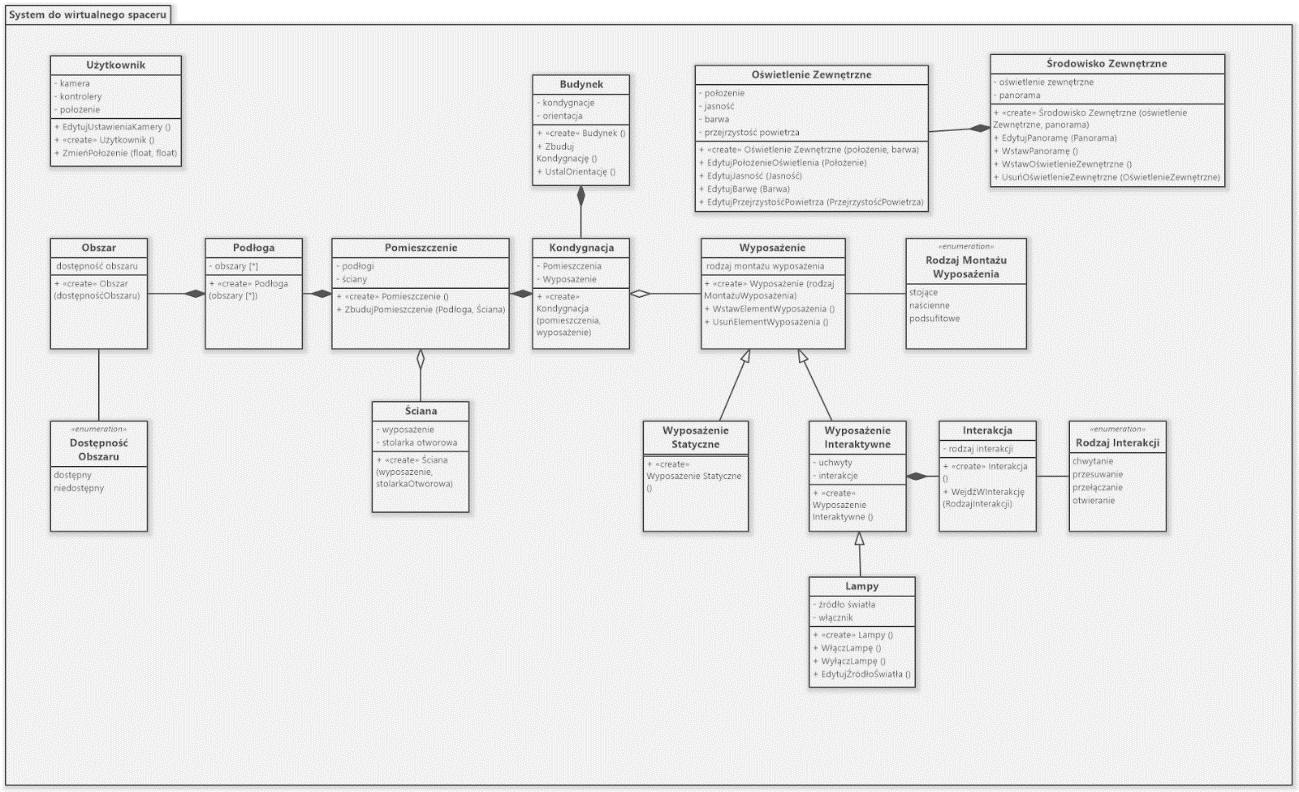 System do wirtualnego spaceru
Użytkownik
- kamera
- kontrolery
- położenie
+ EdytujUstawieniaKamery ()
+ «create» Użytkownik ()
+ ZmieńPołożenie (float, float)
Budynek
- kondygnacje
- orientacja
+ «create» Budynek ()
+ Zbuduj
Kondygnację ()
+ UstalOrientację ()
Oświetlenie Zewnętrzne
- położenie
- jasność
- barwa
- przejrzystość powietrza
+ «create» Oświetlenie Zewnętrzne (położenie, barwa)
+ EdytujPołożenieOświetlenia (Położenie)
+ EdytujJasność (Jasność)
+ EdytujBarwę (Barwa)
+ EdytujPrzejrzystośćPowietrza (PrzejrzystośćPowietrza)
Środowisko Zewnętrzne
- oświetlenie zewnętrzne
- panorama
+ «create» Środowisko Zewnętrzne (oświetlenie
Zewnętrzne, panorama)
+ EdytujPanoramę (Panorama)
+ WstawPanoramę ()
+ WstawOświetlenieZewnętrzne ()
+ UsuńOświetlenieZewnętrzne (OświetlenieZewnętrzne)
Obszar
dostępność obszaru
+ «create» Obszar
(dostępnośćObszaru)
Podłoga
- obszary [*]
+ «create» Podłoga
(obszary [*])
Pomieszczenie
- podłogi
- ściany
+ «create» Pomieszczenie ()
+ ZbudujPomieszczenie (Podłoga, Ściana)
Kondygnacja
- Pomieszczenia
- Wyposażenie
+ «create»
Kondygnacja
(pomieszczenia,
wyposażenie)
Wyposażenie
rodzaj montażu wyposażenia
+ «create» Wyposażenie (rodzaj
MontażuWyposażenia)
+ WstawElementWyposażenia ()
+ UsuńElementWyposażenia ()
«enumeration»
Rodzaj Montażu
Wyposażenia
stojące
naścienne
podsufitowe
«enumeration»
Dostępność
Obszaru
dostępny
niedostępny
Ściana
- wyposażenie
- stolarka otworowa
+ «create» Ściana
(wyposażenie,
stolarkaOtworowa)
Wyposażenie
Statyczne
+ «create»
Wyposażenie Statyczne
()
Wyposażenie
Interaktywne
- uchwyty
- interakcje
+ «create»
Wyposażenie
Interaktywne ()
Interakcja
- rodzaj interakcji
+ «create» Interakcja
()
+ WejdźWInterakcję
(RodzajInterakcji)
«enumeration»
Rodzaj Interakcji
chwytanie
przesuwanie
przełączanie
otwieranie
Lampy
- źródło światła
- włącznik
+ «create» Lampy ()
+ WłączLampę ()
+ WyłączLampę ()
+ EdytujŹródłoŚwiatła ()